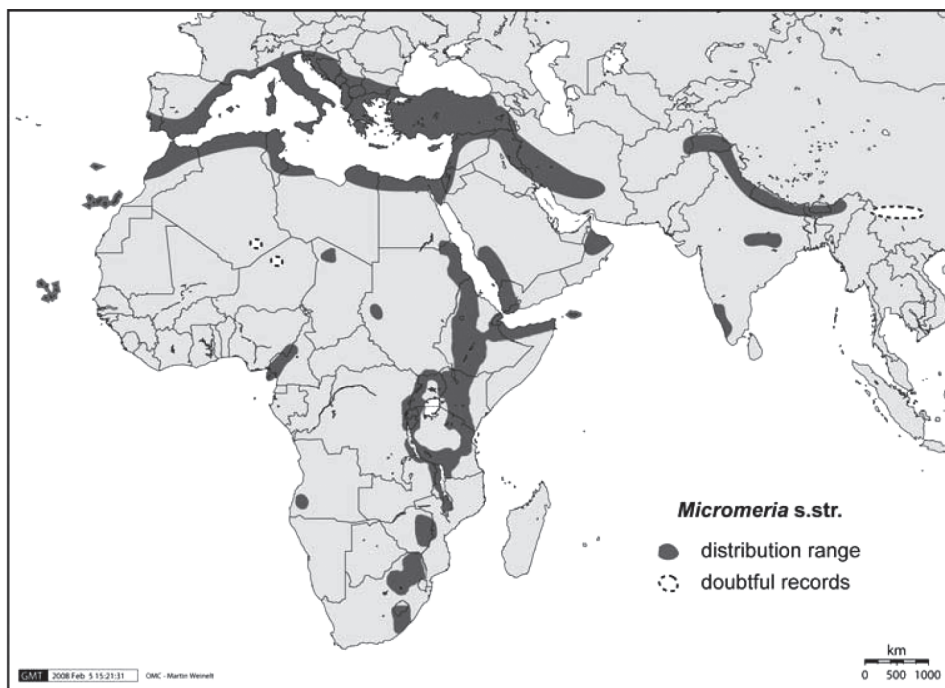 Micromeria s.str.
distribution range
doubtful records
km
0 500 1000
GMT 2008 Feb 5 15:21:31 OMC - Martin Weinelt